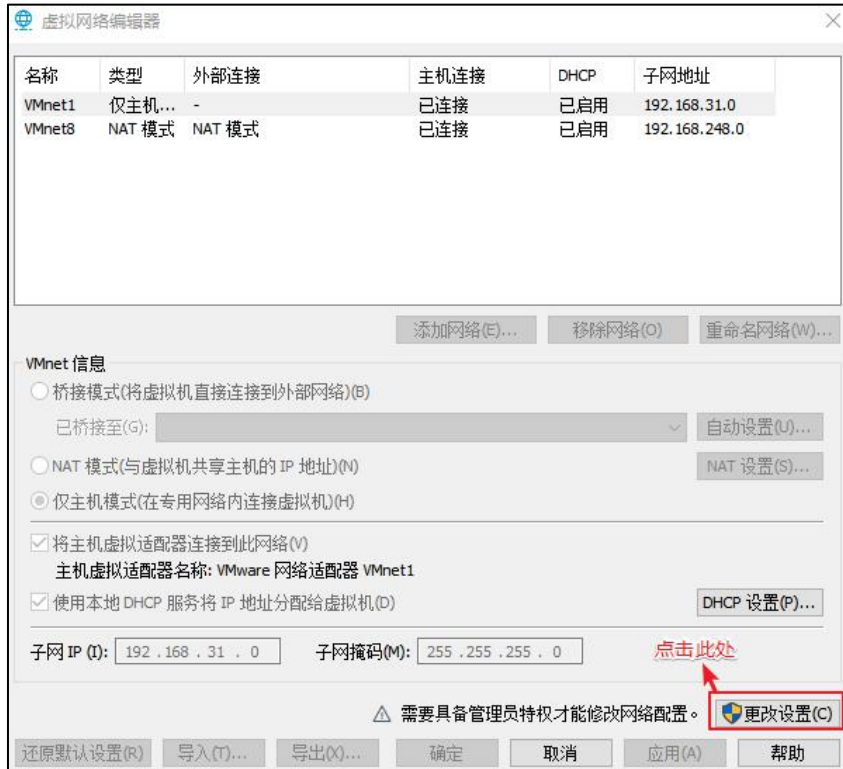 虚拟网络编辑器
名称 类型 外部连接 主机连接 DHCP 子网地址
VMnet1 仅主机... - 已连接 已启用 192.168.31.0
VMnet8 NAT 模式 NAT 模式 已连接 已启用 192.168.248.0
添加网络(E)... 移除网络(O) 重命名网络(W)...
VMnet 信息
桥接模式(将虚拟机直接连接到外部网络)(B)
已桥接至(G): 自动设置(U)...
NAT 模式(与虚拟机共享主机的 IP 地址)(N) NAT 设置(S)...
仅主机模式(在专用网络内连接虚拟机)(H)
将主机虚拟适配器连接到此网络(V)
主机虚拟适配器名称: VMware 网络适配器 VMnet1
使用本地 DHCP 服务将 IP 地址分配给虚拟机(D) DHCP 设置(P)...
子网 IP (I): 192 . 168 . 31 . 0 子网掩码(M): 255 . 255 . 255 . 0 点击此处
需要具备管理员特权才能修改网络配置。 更改设置(C)
还原默认设置(R) 导入(T)... 导出(X)... 确定 取消 应用(A) 帮助